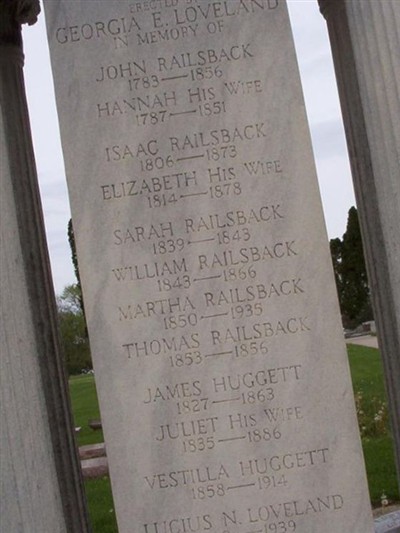 ERECTED BY
GEORGIA E. LOVELAND
IN MEMORY OF
JOHN RAILSBACK
1783—1856
HANNAH HIS WIFE
1787—1851
ISAAC RAILSBACK
1806—1873
ELIZABETH HIS WIFE
1814—1878
SARAH RAILSBACK
1839—1843
WILLIAM RAILSBACK
1843—1866
MARTHA RAILSBACK
1850—1935
THOMAS RAILSBACK
1853—1856
JAMES HUGGETT
1827—1863
JULIET HIS WIFE
1835—1886
VESTILLA HUGGETT
1858—1914
LUCIUS N. LOVELAND
1939